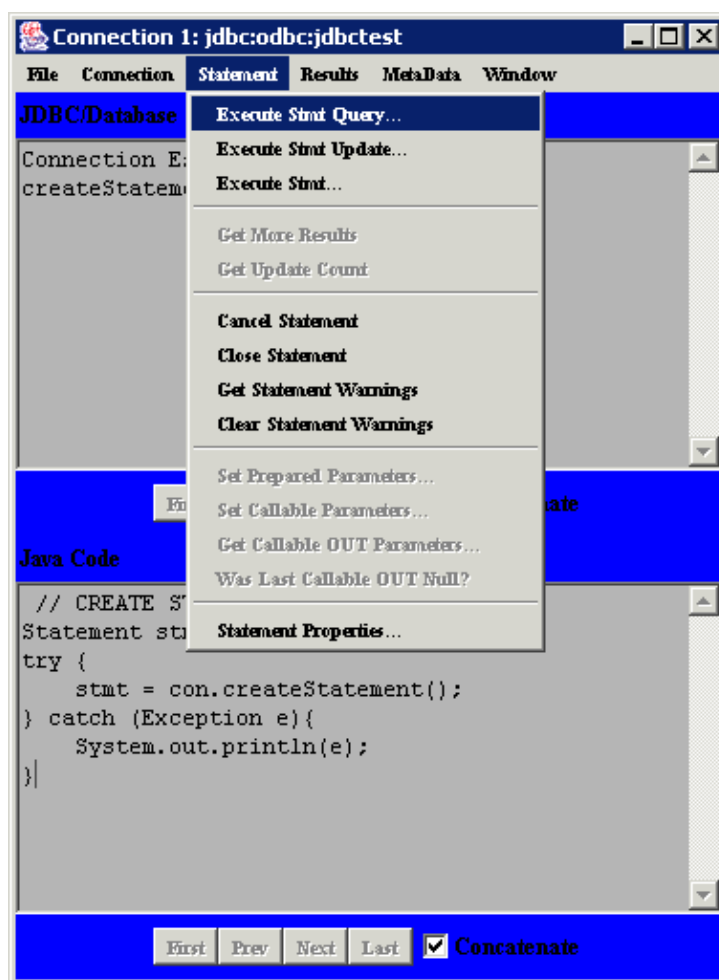 Connection 1: jdbc:odbc:jdbctest
File Connection Statement Results MetaData Window
JDBC/Database
Execute Stmt Query...
Connection E
Execute Stmt Update...
createStatem
Execute Stmt...
Get More Results
Get Update Count
Cancel Statement
Close Statement
Get Statement Warnings
Clear Statement Warnings
Set Prepared Parameters...
Set Callable Parameters...
Get Callable OUT Parameters...
Java Code
Was Last Callable OUT Null?
// CREATE S
Statement st
Statement Properties...
try {
stmt = con.createStatement();
} catch (Exception e){
System.out.println(e);
}
First Prev Next Last Concatenate